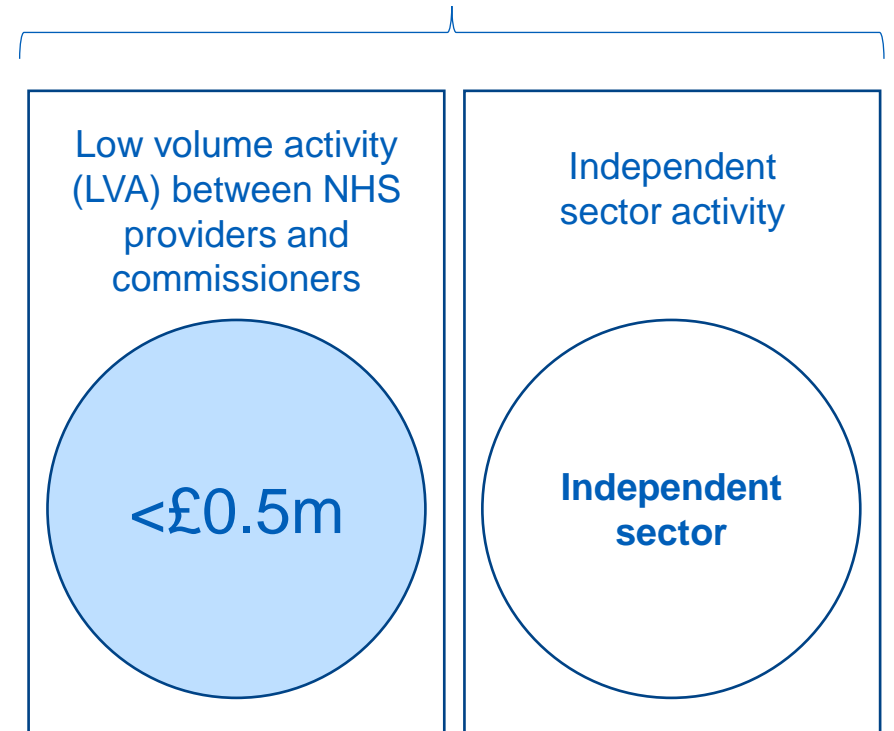 Low volume activity
(LVA) between NHS
providers and
commissioners
<£0.5m
Independent
sector activity
Independent
sector